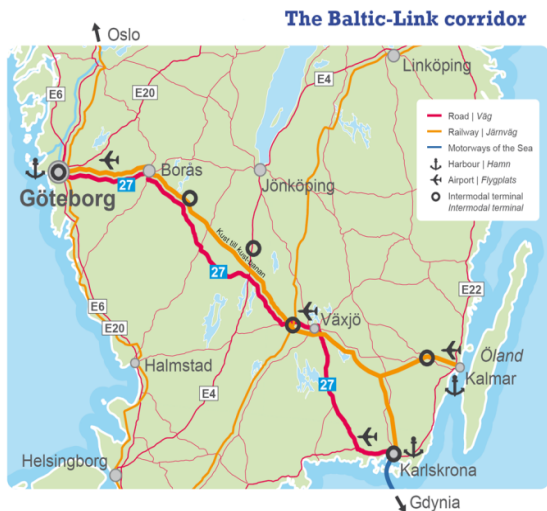 The Baltic-Link corridor
Oslo
Linköping
E4
E6
E20
Road | Väg
Railway | Järnväg
Motorways of the Sea
Harbour | Hamn
Airport | Flygplats
Intermodal terminal
Intermodal terminal
Borås
Jönköping
27
Göteborg
Kust till kust banan
27
E22
E6
E20
Växjö
Öland
Halmstad
Kalmar
27
E4
Helsingborg
Karlskrona
Gdynia